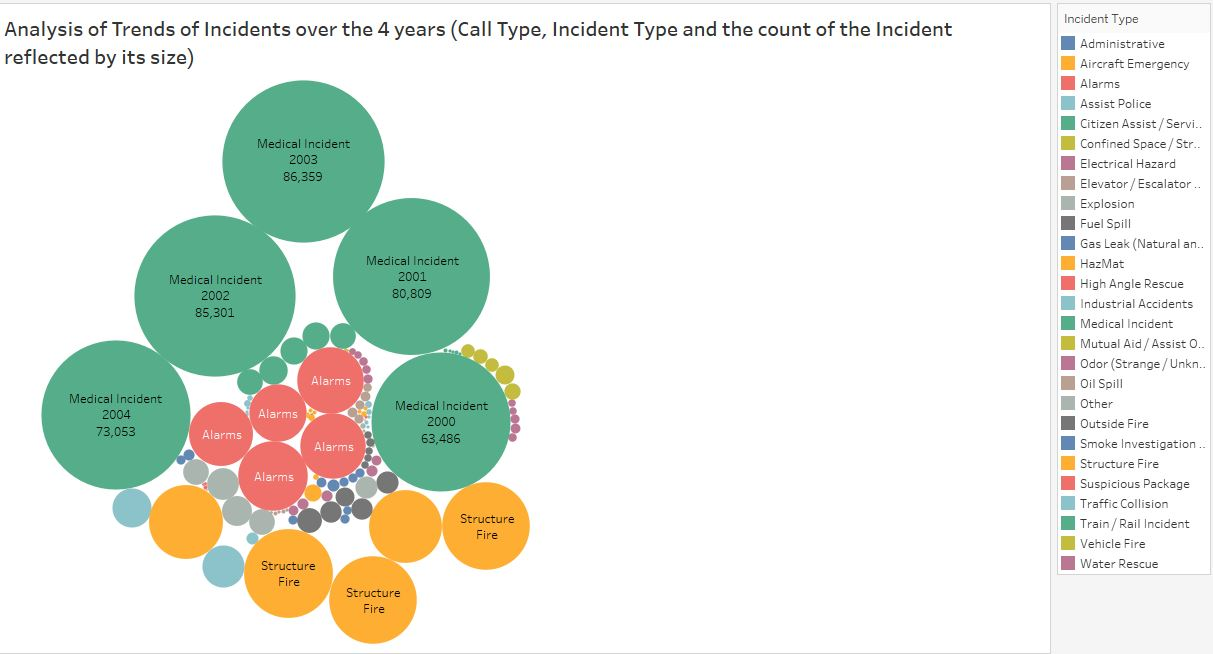 Analysis of Trends of Incidents over the 4 years (Call Type, Incident Type and the count of the Incident
reflected by its size)
Medical Incident
2003
86,359
Medical Incident
2001
80,809
Medical Incident
2002
85,301
Medical Incident
2004
73,053
Medical Incident
2000
63,486
Alarms
Alarms
Alarms
Alarms
Alarms
Structure
Fire
Structure
Fire
Structure
Fire
Incident Type
Administrative
Aircraft Emergency
Alarms
Assist Police
Citizen Assist / Servi..
Confined Space / Str..
Electrical Hazard
Elevator / Escalator ..
Explosion
Fuel Spill
Gas Leak (Natural an..
HazMat
High Angle Rescue
Industrial Accidents
Medical Incident
Mutual Aid / Assist O..
Odor (Strange / Unkn..
Oil Spill
Other
Outside Fire
Smoke Investigation ..
Structure Fire
Suspicious Package
Traffic Collision
Train / Rail Incident
Vehicle Fire
Water Rescue